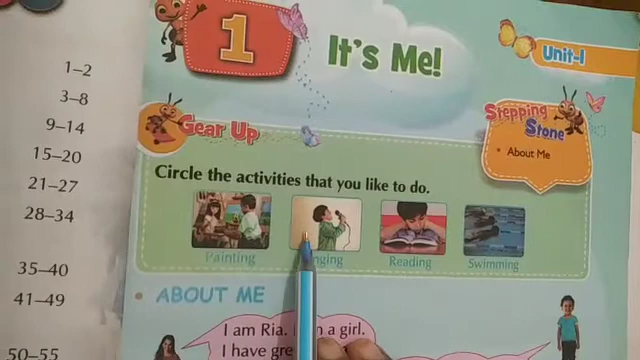 1–2
3–8
9–14
15–20
21–27
28–34
35–40
41–49
50–55
1
It's Me!
Unit-I
Gear Up
Stepping
Stone
• About Me
Circle the activities that you like to do.
Painting
Reading
Swimming
• ABOUT ME
I am Ria. a girl.
I have